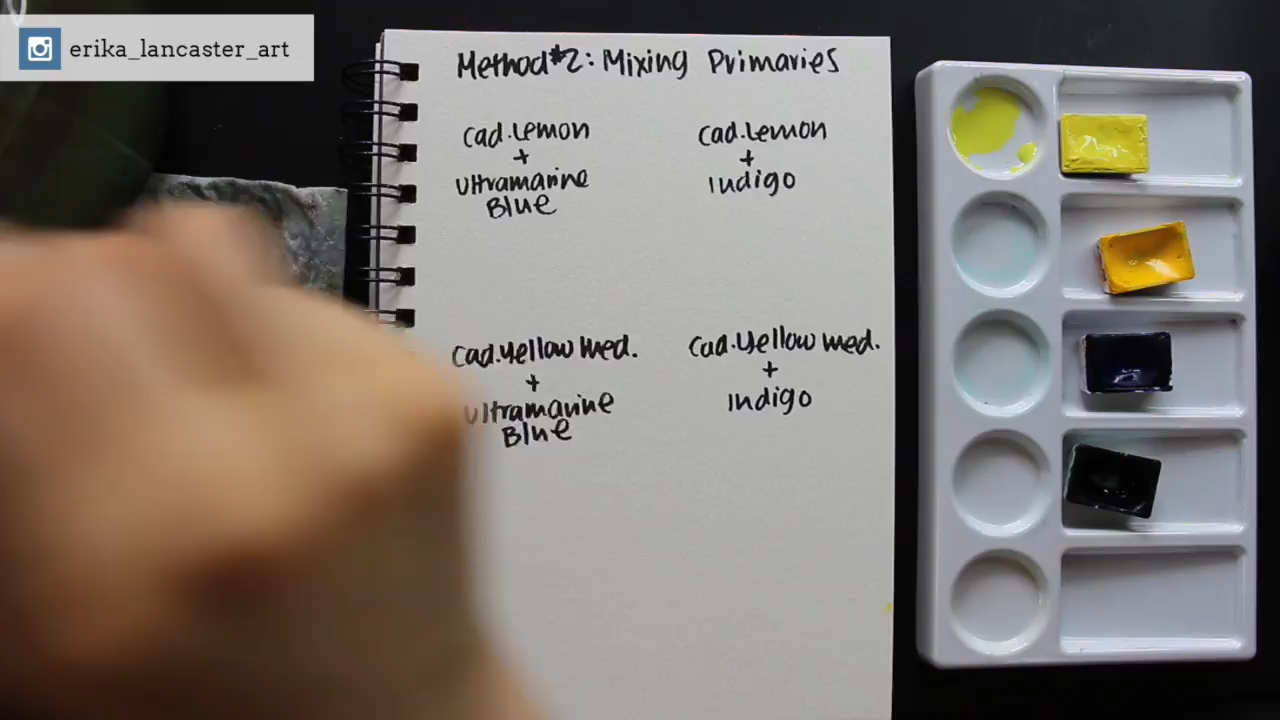 erika_lancaster_art
Method #2: Mixing Primaries
Cad.Lemon
+
Ultramarine
Blue
Cad.Lemon
+
Indigo
Cad.Yellow Med.
+
Ultramarine
Blue
Cad.Yellow Med.
+
Indigo